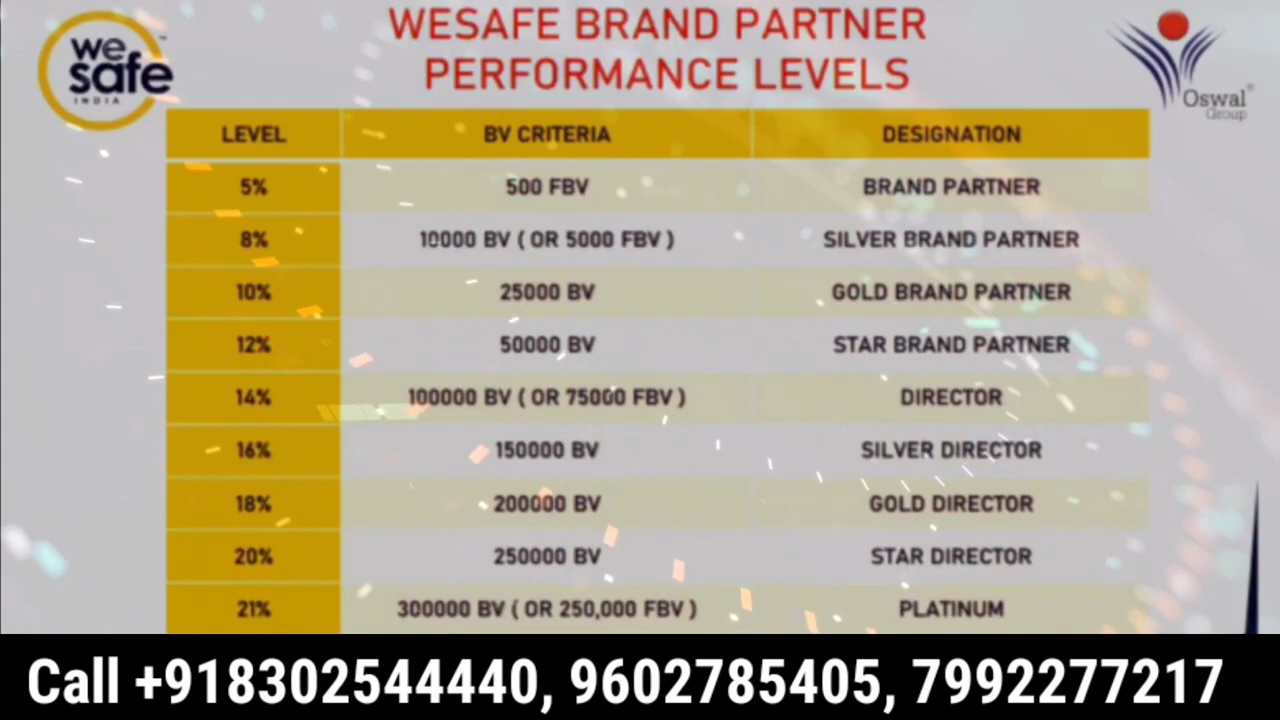 we
safe
INDIA
WESAFE BRAND PARTNER
PERFORMANCE LEVELS
Oswal®
Group
LEVEL BV CRITERIA DESIGNATION
5% 500 FBV BRAND PARTNER
8% 10000 BV ( OR 5000 FBV ) SILVER BRAND PARTNER
10% 25000 BV GOLD BRAND PARTNER
12% 50000 BV STAR BRAND PARTNER
14% 100000 BV ( OR 75000 FBV ) DIRECTOR
16% 150000 BV SILVER DIRECTOR
18% 200000 BV GOLD DIRECTOR
20% 250000 BV STAR DIRECTOR
21% 300000 BV ( OR 250,000 FBV ) PLATINUM
Call +918302544440, 9602785405, 7992277217